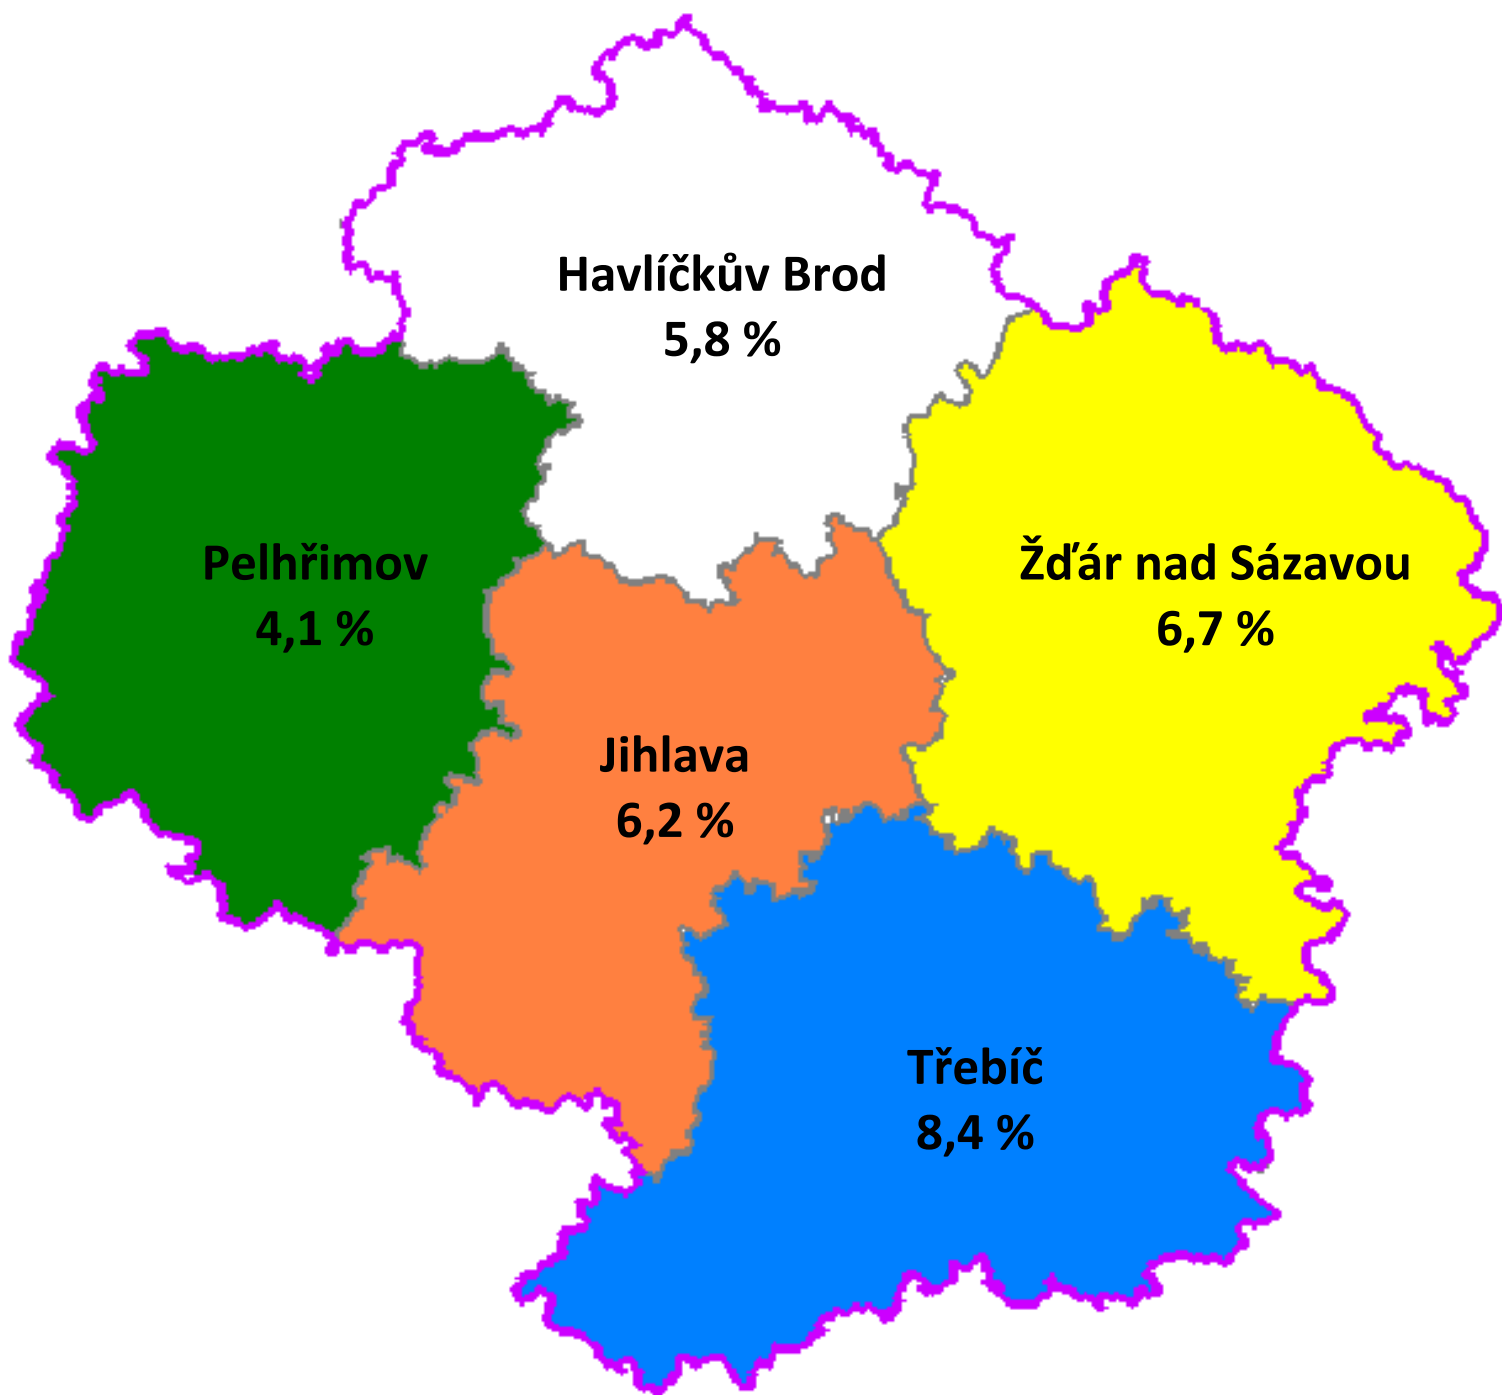 Havlíčkův Brod
5,8 %
Pelhřimov
4,1 %
Žďár nad Sázavou
6,7 %
Jihlava
6,2 %
Třebíč
8,4 %